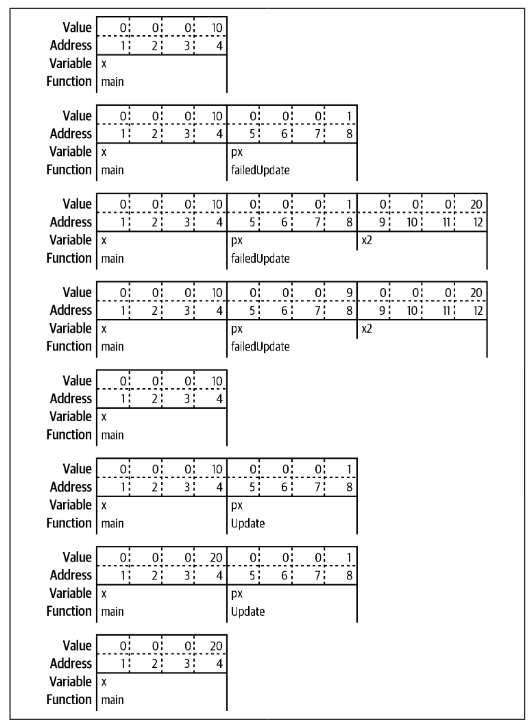 Value 0 0 0 10
Address 1 2 3 4
Variable x
Function main
Value 0 0 0 10 0 0 0 1
Address 1 2 3 4 5 6 7 8
Variable x px
Function main failedUpdate
Value 0 0 0 10 0 0 0 1 0 0 0 20
Address 1 2 3 4 5 6 7 8 9 10 11 12
Variable x px x2
Function main failedUpdate
Value 0 0 0 10 0 0 0 9 0 0 0 20
Address 1 2 3 4 5 6 7 8 9 10 11 12
Variable x px x2
Function main failedUpdate
Value 0 0 0 10
Address 1 2 3 4
Variable x
Function main
Value 0 0 0 10 0 0 0 1
Address 1 2 3 4 5 6 7 8
Variable x px
Function main Update
Value 0 0 0 20 0 0 0 1
Address 1 2 3 4 5 6 7 8
Variable x px
Function main Update
Value 0 0 0 20
Address 1 2 3 4
Variable x
Function main